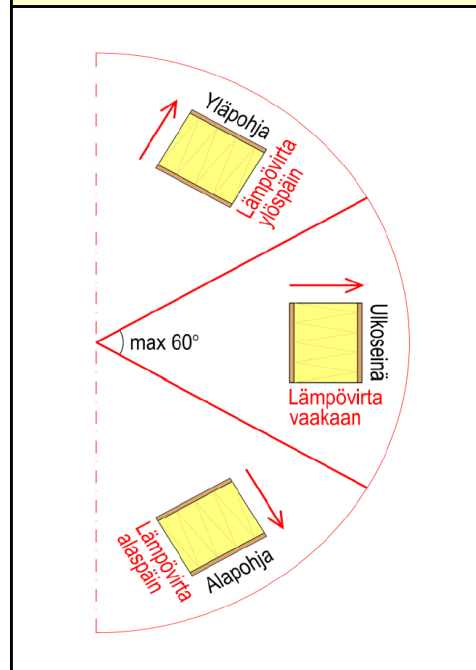 Yläpohja
Lämpövirta
ylöspäin
max 60°
Ulkoseinä
Lämpövirta
vaakaan
Lämpövirta
alaspäin
Alapohja